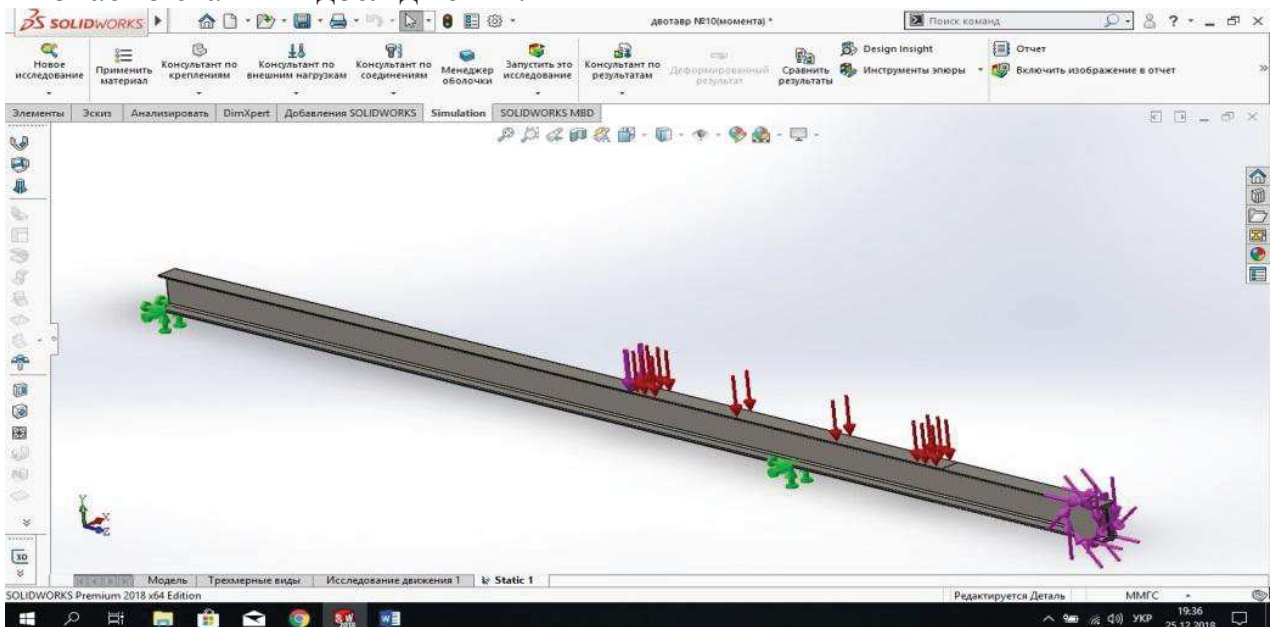 SOLIDWORKS
двотавр №10(момента) *
Поиск команд
Новое исследование
Применить материал
Консультант по креплениям
Консультант по внешним нагрузкам
Консультант по соединениям
Менеджер оболочки
Запустить это исследование
Консультант по результатам
Деформированный результат
Сравнить результаты
Design Insight
Инструменты эпюры
Отчет
Включить изображение в отчет
Элементы Эскиз Анализировать DimXpert Добавления SOLIDWORKS Simulation SOLIDWORKS MBD
Y
X
Z
3D
Модель Трехмерные виды Исследование движения 1 Static 1
SOLIDWORKS Premium 2018 x64 Edition
Редактируется Деталь ММГС
УКР
19:36
25.12.2018